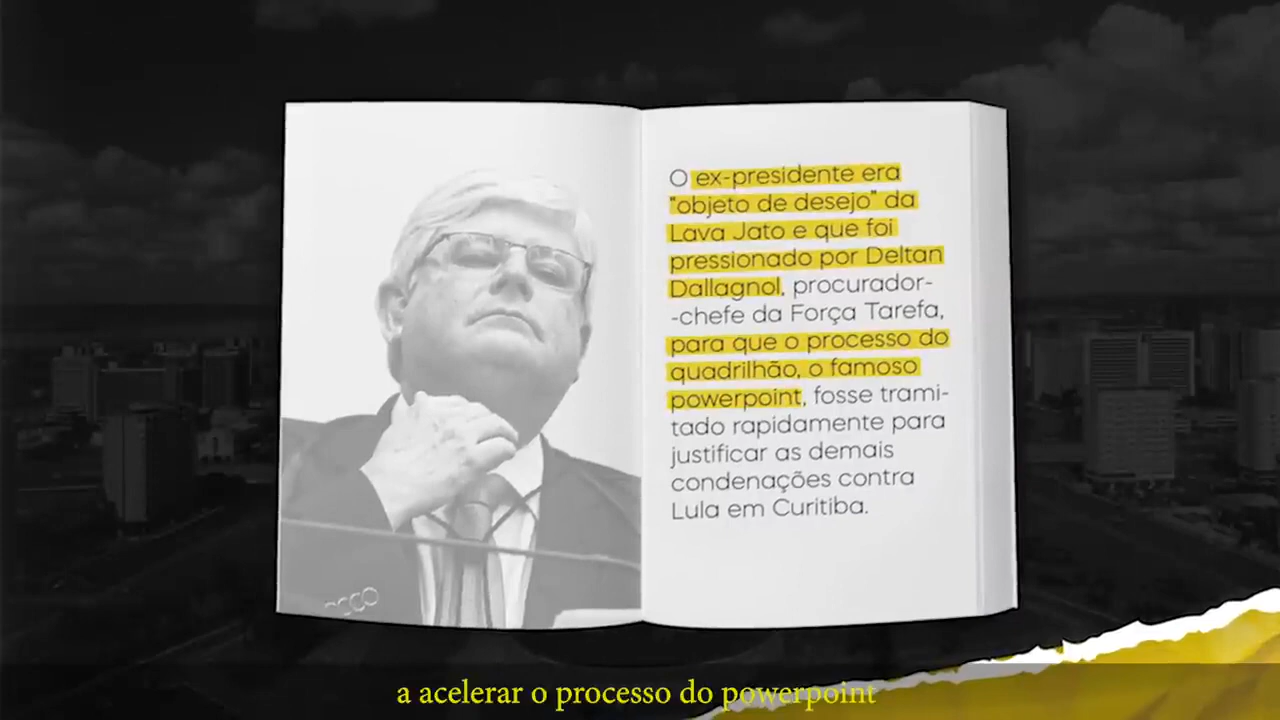 O ex-presidente era
"objeto de desejo" da
Lava Jato e que foi
pressionado por Deltan
Dallagnol, procurador-
-chefe da Força Tarefa,
para que o processo do
quadrilhão, o famoso
powerpoint, fosse trami-
tado rapidamente para
justificar as demais
condenações contra
Lula em Curitiba.
a acelerar o processo do powerpoint